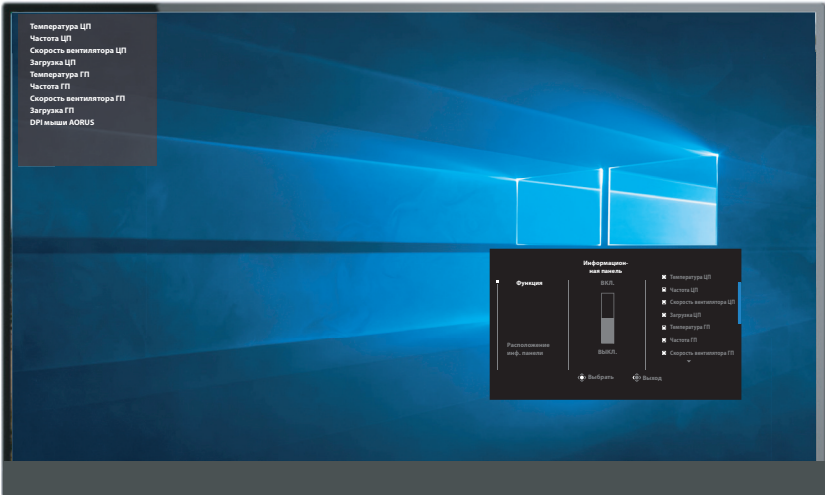 Температура ЦП
Частота ЦП
Скорость вентилятора ЦП
Загрузка ЦП
Температура ГП
Частота ГП
Скорость вентилятора ГП
Загрузка ГП
DPI мыши AORUS
Информацион-
ная панель
Функция
ВКЛ.
Расположение
инф. панели
ВЫКЛ.
Температура ЦП
Частота ЦП
Скорость вентилятора ЦП
Загрузка ЦП
Температура ГП
Частота ГП
Скорость вентилятора ГП
Выбрать
Выход